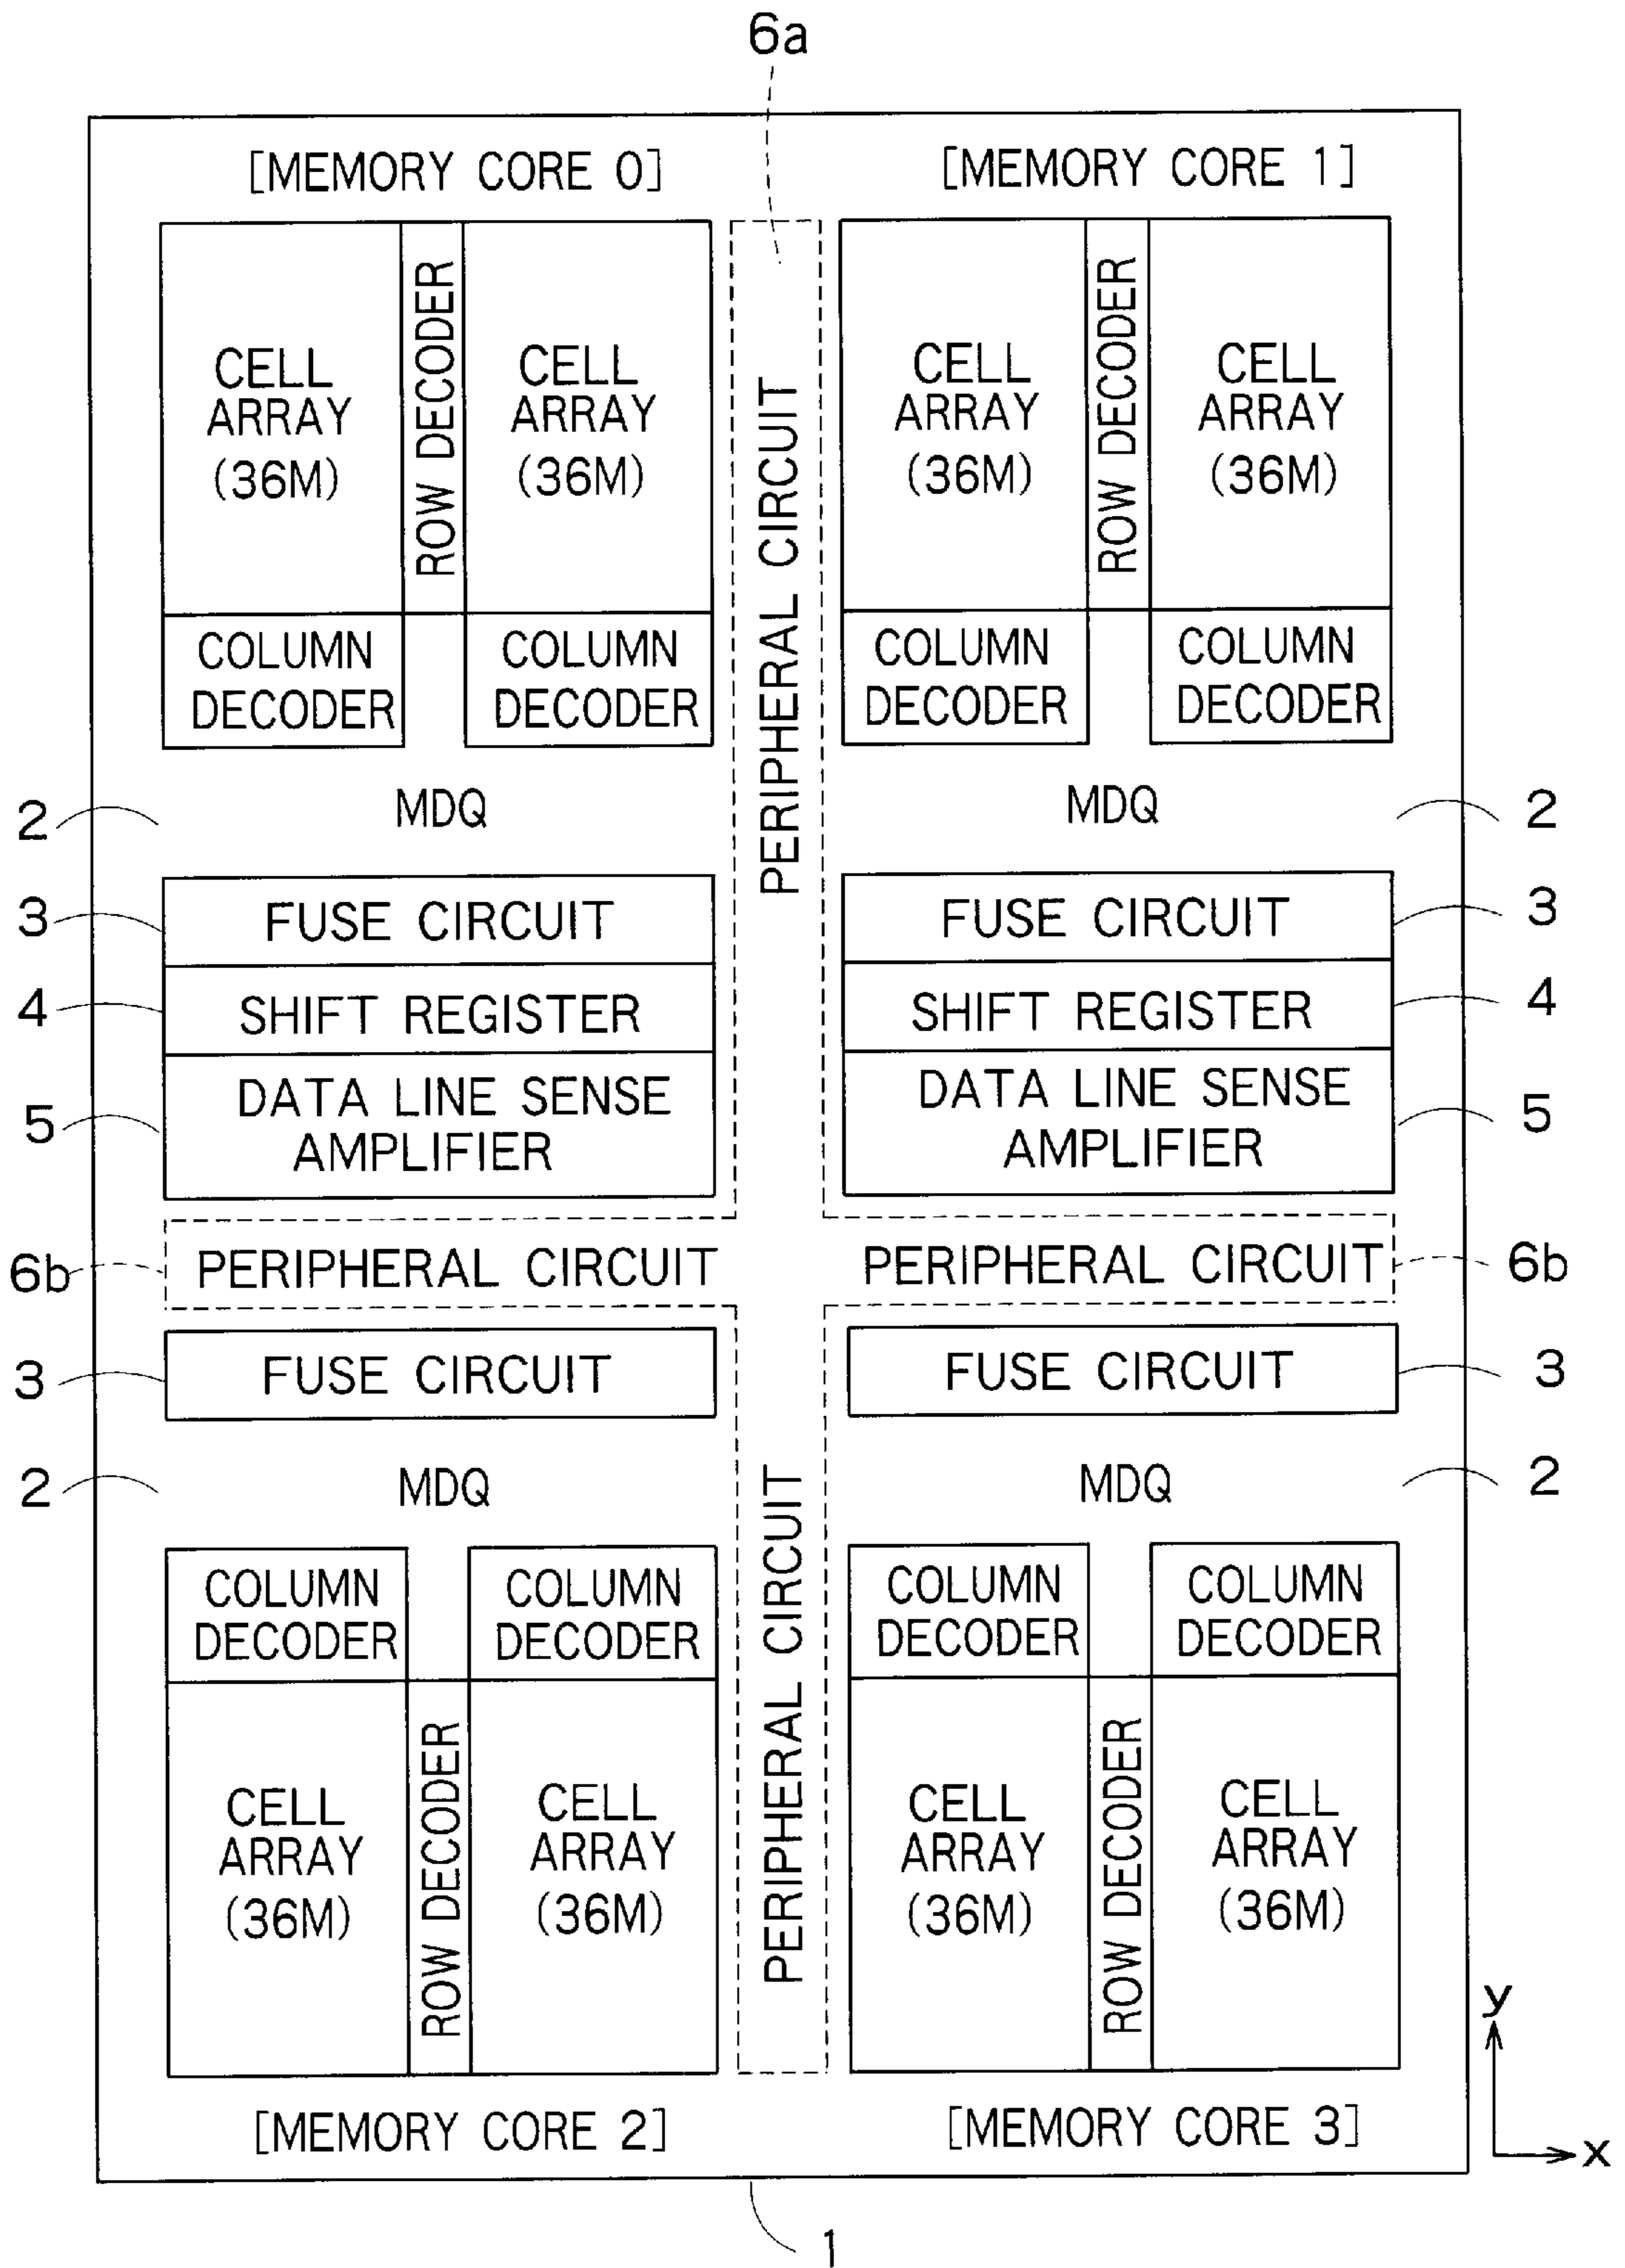 6a
[MEMORY CORE 0]
[MEMORY CORE 1]
CELL
ARRAY
(36M)
ROW DECODER
CELL
ARRAY
(36M)
PERIPHERAL CIRCUIT
CELL
ARRAY
(36M)
ROW DECODER
CELL
ARRAY
(36M)
COLUMN
DECODER
COLUMN
DECODER
COLUMN
DECODER
COLUMN
DECODER
2
MDQ
MDQ
2
3
FUSE CIRCUIT
FUSE CIRCUIT
3
4
SHIFT REGISTER
SHIFT REGISTER
4
5
DATA LINE SENSE
AMPLIFIER
DATA LINE SENSE
AMPLIFIER
5
6b
PERIPHERAL CIRCUIT
PERIPHERAL CIRCUIT
6b
3
FUSE CIRCUIT
FUSE CIRCUIT
3
2
MDQ
MDQ
2
COLUMN
DECODER
COLUMN
DECODER
PERIPHERAL CIRCUIT
COLUMN
DECODER
COLUMN
DECODER
CELL
ARRAY
(36M)
ROW DECODER
CELL
ARRAY
(36M)
CELL
ARRAY
(36M)
ROW DECODER
CELL
ARRAY
(36M)
y
x
[MEMORY CORE 2]
[MEMORY CORE 3]
1